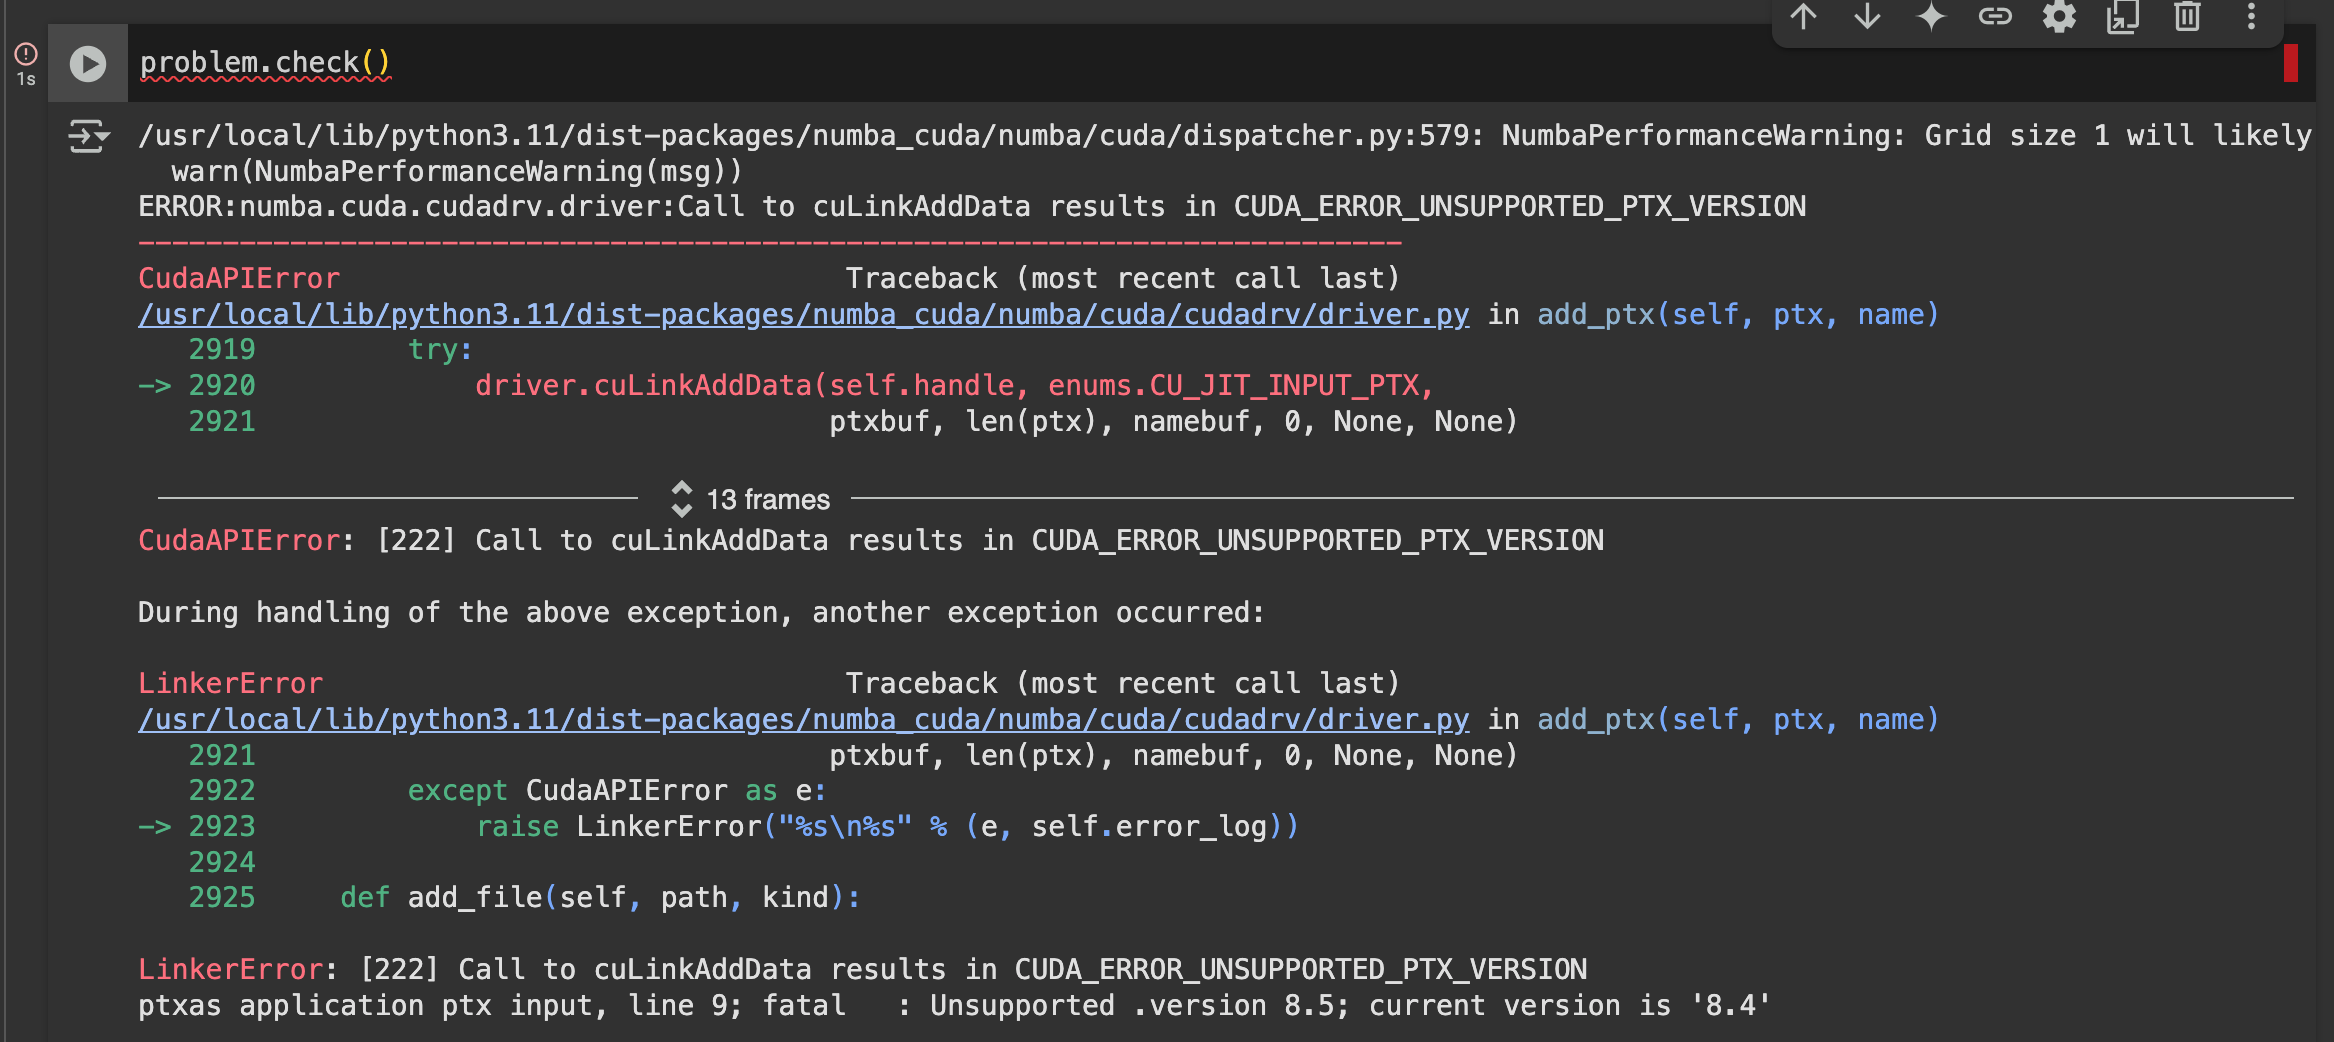 problem.check()
1s
/usr/local/lib/python3.11/dist-packages/numba_cuda/numba/cuda/dispatcher.py:579: NumbaPerformanceWarning: Grid size 1 will likely
  warn(NumbaPerformanceWarning(msg))
ERROR:numba.cuda.cudadrv.driver:Call to cuLinkAddData results in CUDA_ERROR_UNSUPPORTED_PTX_VERSION
---------------------------------------------------------------------------
CudaAPIError                              Traceback (most recent call last)
/usr/local/lib/python3.11/dist-packages/numba_cuda/numba/cuda/cudadrv/driver.py in add_ptx(self, ptx, name)
   2919         try:
-> 2920             driver.cuLinkAddData(self.handle, enums.CU_JIT_INPUT_PTX,
   2921                                  ptxbuf, len(ptx), namebuf, 0, None, None)
13 frames
CudaAPIError: [222] Call to cuLinkAddData results in CUDA_ERROR_UNSUPPORTED_PTX_VERSION
During handling of the above exception, another exception occurred:
LinkerError                               Traceback (most recent call last)
/usr/local/lib/python3.11/dist-packages/numba_cuda/numba/cuda/cudadrv/driver.py in add_ptx(self, ptx, name)
   2921                                  ptxbuf, len(ptx), namebuf, 0, None, None)
   2922         except CudaAPIError as e:
-> 2923             raise LinkerError("%s\n%s" % (e, self.error_log))
   2924
   2925     def add_file(self, path, kind):
LinkerError: [222] Call to cuLinkAddData results in CUDA_ERROR_UNSUPPORTED_PTX_VERSION
ptxas application ptx input, line 9; fatal   : Unsupported .version 8.5; current version is '8.4'